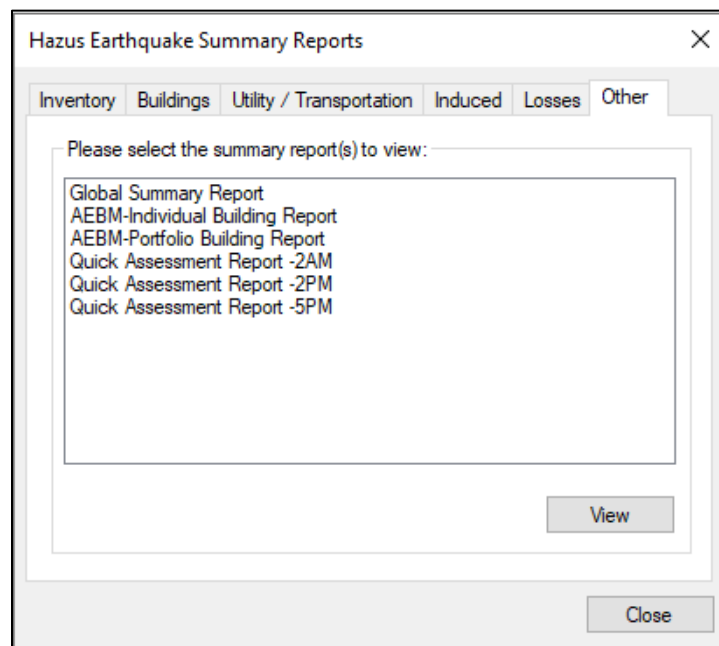 Hazus Earthquake Summary Reports
Inventory Buildings Utility / Transportation Induced Losses Other
Please select the summary report(s) to view:
Global Summary Report
AEBM-Individual Building Report
AEBM-Portfolio Building Report
Quick Assessment Report -2AM
Quick Assessment Report -2PM
Quick Assessment Report -5PM
View
Close